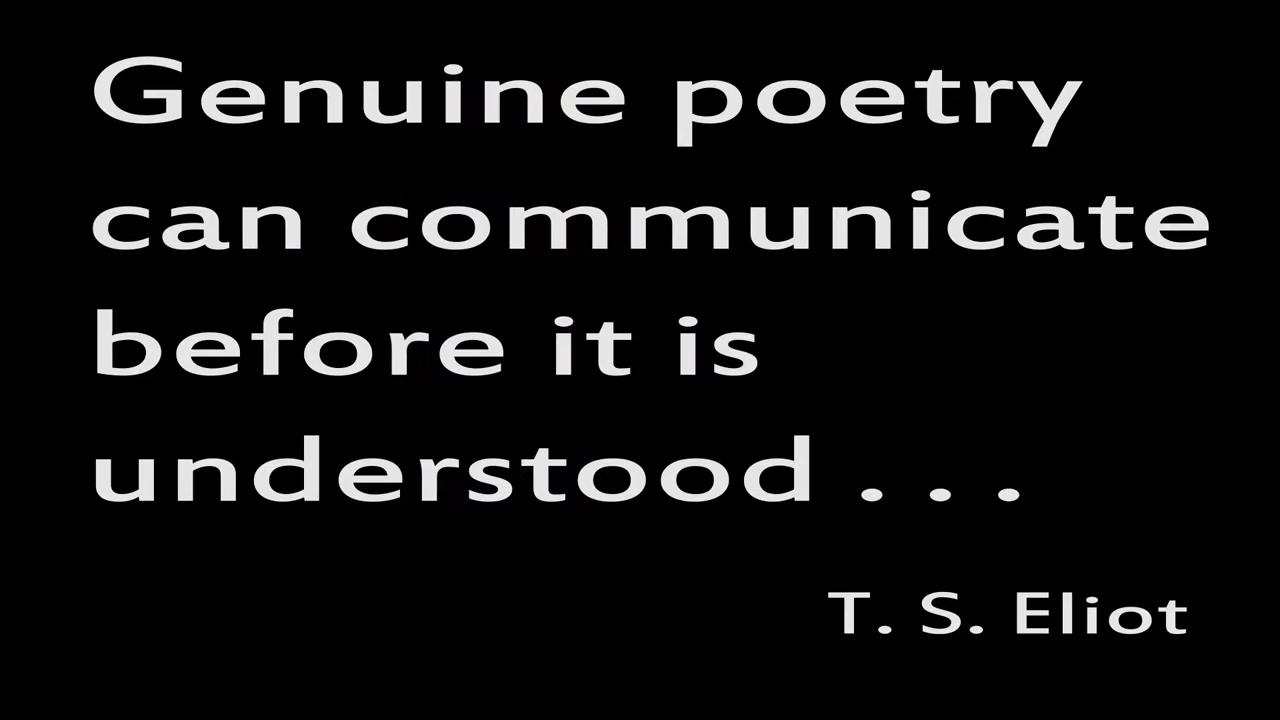 Genuine poetry
can communicate
before it is
understood . . .
T. S. Eliot